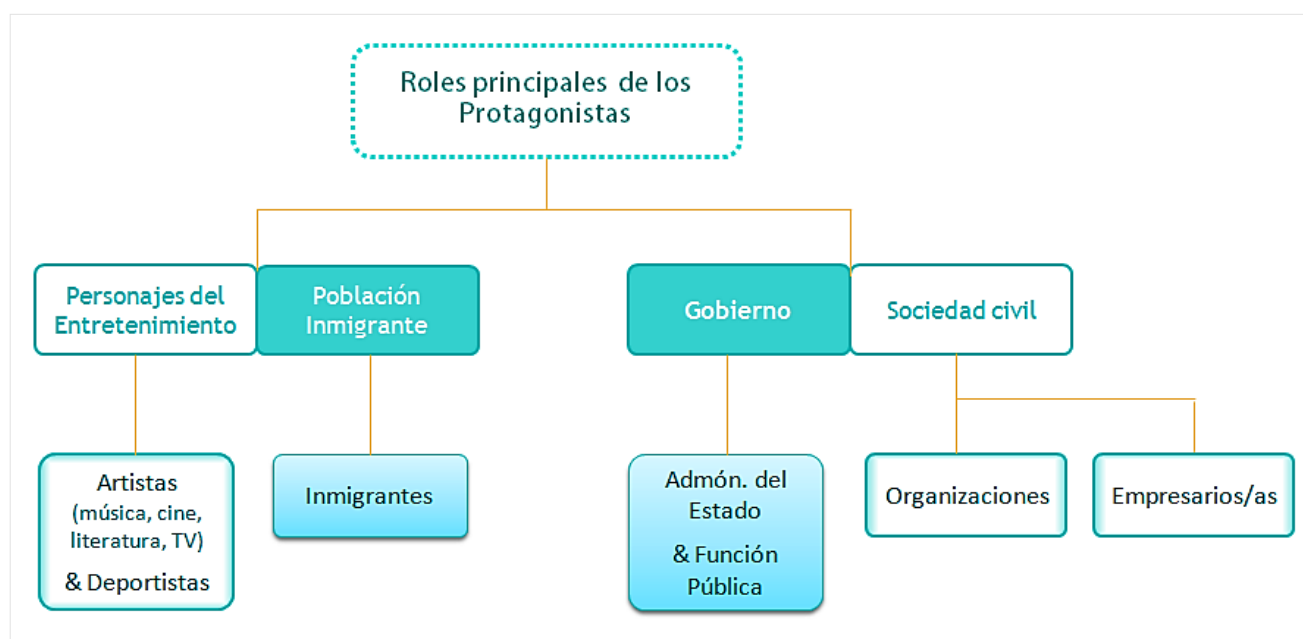 Roles principales de los
Protagonistas
Personajes del
Entretenimiento
Población
Inmigrante
Gobierno
Sociedad civil
Artistas
(música, cine,
literatura, TV)
& Deportistas
Inmigrantes
Admón. del
Estado
& Función
Pública
Organizaciones
Empresarios/as